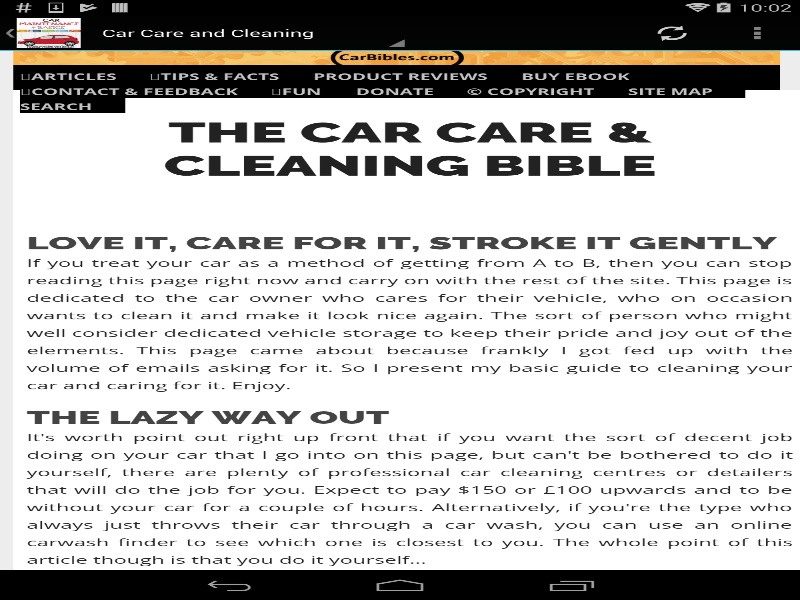 10:02
CAR
MAINTENANCE
Car Care and Cleaning
CarBibles.com
ARTICLES TIPS & FACTS PRODUCT REVIEWS BUY EBOOK
CONTACT & FEEDBACK FUN DONATE © COPYRIGHT SITE MAP
SEARCH
THE CAR CARE &
CLEANING BIBLE
LOVE IT, CARE FOR IT, STROKE IT GENTLY
If you treat your car as a method of getting from A to B, then you can stop
reading this page right now and carry on with the rest of the site. This page is
dedicated to the car owner who cares for their vehicle, who on occasion
wants to clean it and make it look nice again. The sort of person who might
well consider dedicated vehicle storage to keep their pride and joy out of the
elements. This page came about because frankly I got fed up with the
volume of emails asking for it. So I present my basic guide to cleaning your
car and caring for it. Enjoy.
THE LAZY WAY OUT
It's worth point out right up front that if you want the sort of decent job
doing on your car that I go into on this page, but can't be bothered to do it
yourself, there are plenty of professional car cleaning centres or detailers
that will do the job for you. Expect to pay $150 or £100 upwards and to be
without your car for a couple of hours. Alternatively, if you're the type who
always just throws their car through a car wash, you can use an online
carwash finder to see which one is closest to you. The whole point of this
article though is that you do it yourself...